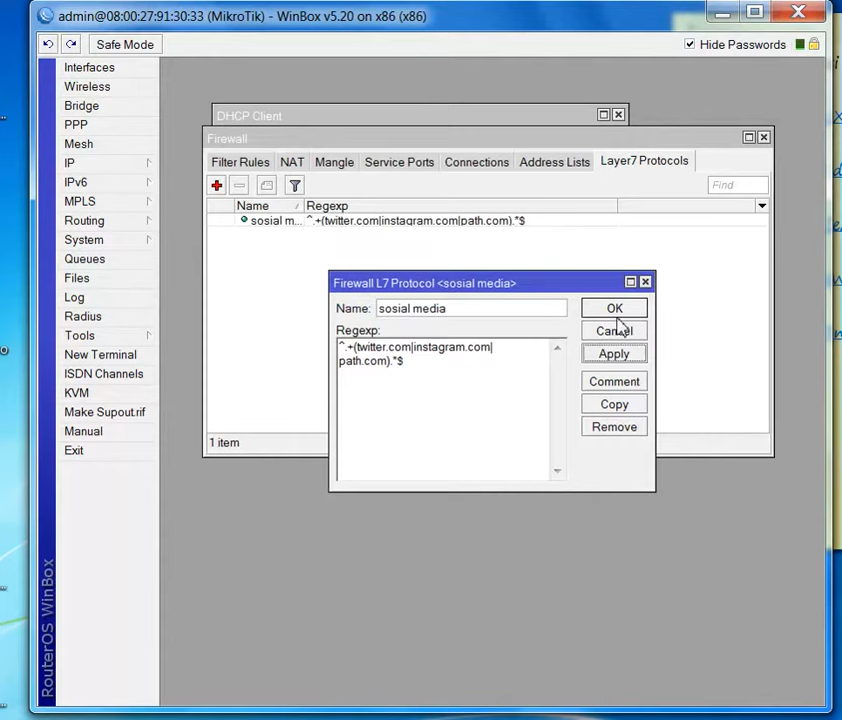 admin@08:00:27:91:30:33 (MikroTik) - WinBox v5.20 on x86 (x86)
Safe Mode
Hide Passwords
Interfaces
Wireless
Bridge
PPP
Mesh
IP
IPv6
MPLS
Routing
System
Queues
Files
Log
Radius
Tools
New Terminal
ISDN Channels
KVM
Make Supout.rif
Manual
Exit
RouterOS WinBox
DHCP Client
Firewall
Filter Rules NAT Mangle Service Ports Connections Address Lists Layer7 Protocols
Find
Name / Regexp
sosial m... ^.+(twitter.com|instagram.com|path.com).*$
1 item
Firewall L7 Protocol <sosial media>
Name: sosial media
Regexp:
^.+(twitter.com|instagram.com|
path.com).*$
OK
Cancel
Apply
Comment
Copy
Remove